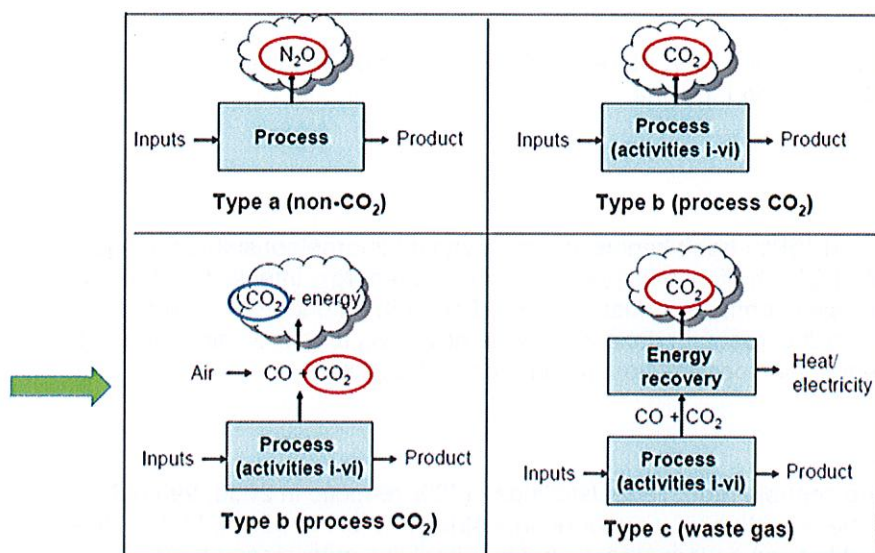 N₂O
Inputs
Process
Product
Type a (non-CO₂)
CO₂
Inputs
Process
(activities i-vi)
Product
Type b (process CO₂)
CO₂ + energy
Air
CO + CO₂
Inputs
Process
(activities i-vi)
Product
Type b (process CO₂)
CO₂
Energy
recovery
Heat/
electricity
CO + CO₂
Inputs
Process
(activities i-vi)
Product
Type c (waste gas)